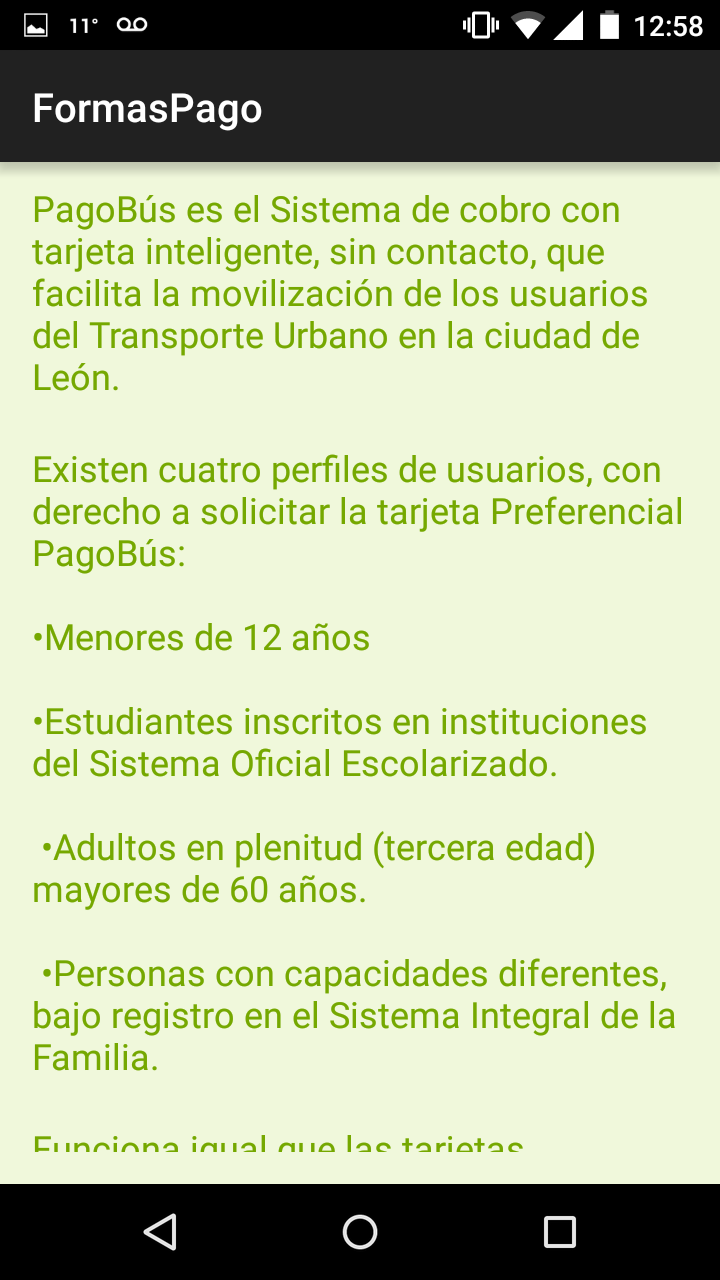 11°
12:58
FormasPago
PagoBús es el Sistema de cobro con
tarjeta inteligente, sin contacto, que
facilita la movilización de los usuarios
del Transporte Urbano en la ciudad de
León.
Existen cuatro perfiles de usuarios, con
derecho a solicitar la tarjeta Preferencial
PagoBús:
•Menores de 12 años
•Estudiantes inscritos en instituciones
del Sistema Oficial Escolarizado.
•Adultos en plenitud (tercera edad)
mayores de 60 años.
•Personas con capacidades diferentes,
bajo registro en el Sistema Integral de la
Familia.
Funciona igual que las tarjetas